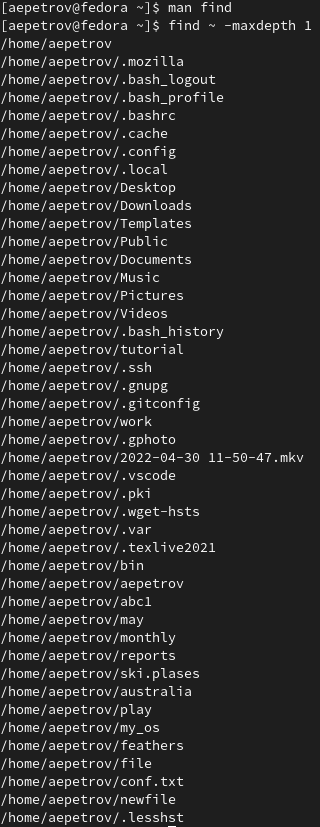 [aepetrov@fedora ~]$ man find
[aepetrov@fedora ~]$ find ~ -maxdepth 1
/home/aepetrov
/home/aepetrov/.mozilla
/home/aepetrov/.bash_logout
/home/aepetrov/.bash_profile
/home/aepetrov/.bashrc
/home/aepetrov/.cache
/home/aepetrov/.config
/home/aepetrov/.local
/home/aepetrov/Desktop
/home/aepetrov/Downloads
/home/aepetrov/Templates
/home/aepetrov/Public
/home/aepetrov/Documents
/home/aepetrov/Music
/home/aepetrov/Pictures
/home/aepetrov/Videos
/home/aepetrov/.bash_history
/home/aepetrov/tutorial
/home/aepetrov/.ssh
/home/aepetrov/.gnupg
/home/aepetrov/.gitconfig
/home/aepetrov/work
/home/aepetrov/.gphoto
/home/aepetrov/2022-04-30 11-50-47.mkv
/home/aepetrov/.vscode
/home/aepetrov/.pki
/home/aepetrov/.wget-hsts
/home/aepetrov/.var
/home/aepetrov/.texlive2021
/home/aepetrov/bin
/home/aepetrov/aepetrov
/home/aepetrov/abc1
/home/aepetrov/may
/home/aepetrov/monthly
/home/aepetrov/reports
/home/aepetrov/ski.plases
/home/aepetrov/australia
/home/aepetrov/play
/home/aepetrov/my_os
/home/aepetrov/feathers
/home/aepetrov/file
/home/aepetrov/conf.txt
/home/aepetrov/newfile
/home/aepetrov/.lesshst